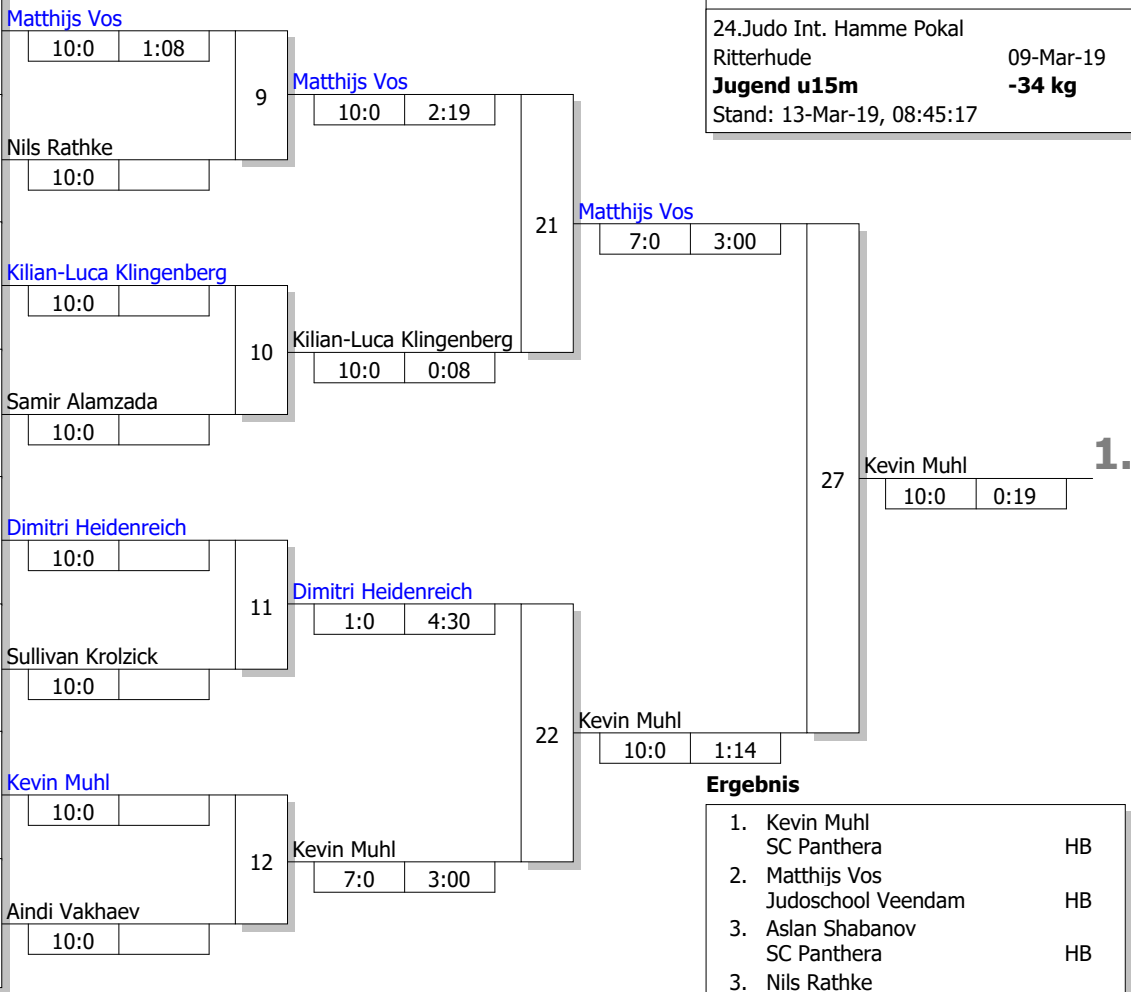 24.Judo Int. Hamme Pokal
Ritterhude 09-Mar-19
Jugend u15m -34 kg
Stand: 13-Mar-19, 08:45:17
Matthijs Vos
10:0 1:08
9
Nils Rathke
10:0
Matthijs Vos
10:0 2:19
21
Kilian-Luca Klingenberg
10:0
10
Samir Alamzada
10:0
Kilian-Luca Klingenberg
10:0 0:08
Matthijs Vos
7:0 3:00
27
Kevin Muhl
10:0 0:19
1.
Dimitri Heidenreich
10:0
11
Sullivan Krolzick
10:0
Dimitri Heidenreich
1:0 4:30
22
Kevin Muhl
10:0
12
Aindi Vakhaev
10:0
Kevin Muhl
7:0 3:00
Kevin Muhl
10:0 1:14
Ergebnis
1. Kevin Muhl
SC Panthera HB
2. Matthijs Vos
Judoschool Veendam HB
3. Aslan Shabanov
SC Panthera HB
3. Nils Rathke